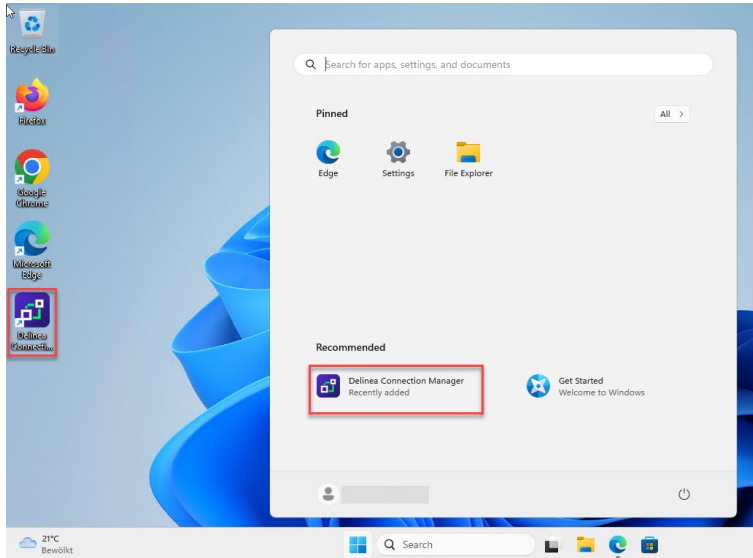 Recycle Bin
Firefox
Google
Chrome
Microsoft
Edge
Delinea
Connecti...
Search for apps, settings, and documents
Pinned
All
Edge
Settings
File Explorer
Recommended
Delinea Connection Manager
Recently added
Get Started
Welcome to Windows
21°C
Bewölkt
Search